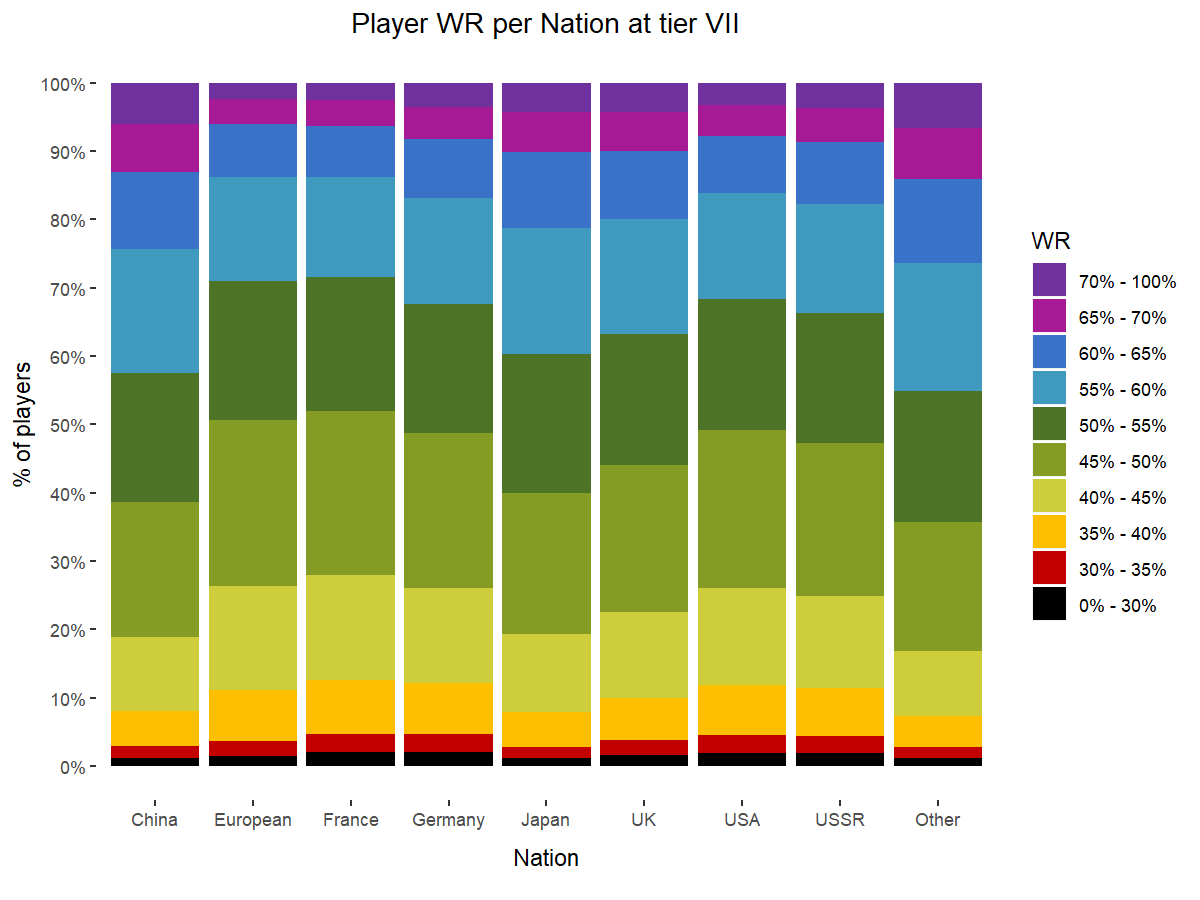 Player WR per Nation at tier VII
100%
90%
80%
70%
60%
50%
40%
30%
20%
10%
0%
% of players
China European France Germany Japan UK USA USSR Other
Nation
WR
70% - 100%
65% - 70%
60% - 65%
55% - 60%
50% - 55%
45% - 50%
40% - 45%
35% - 40%
30% - 35%
0% - 30%